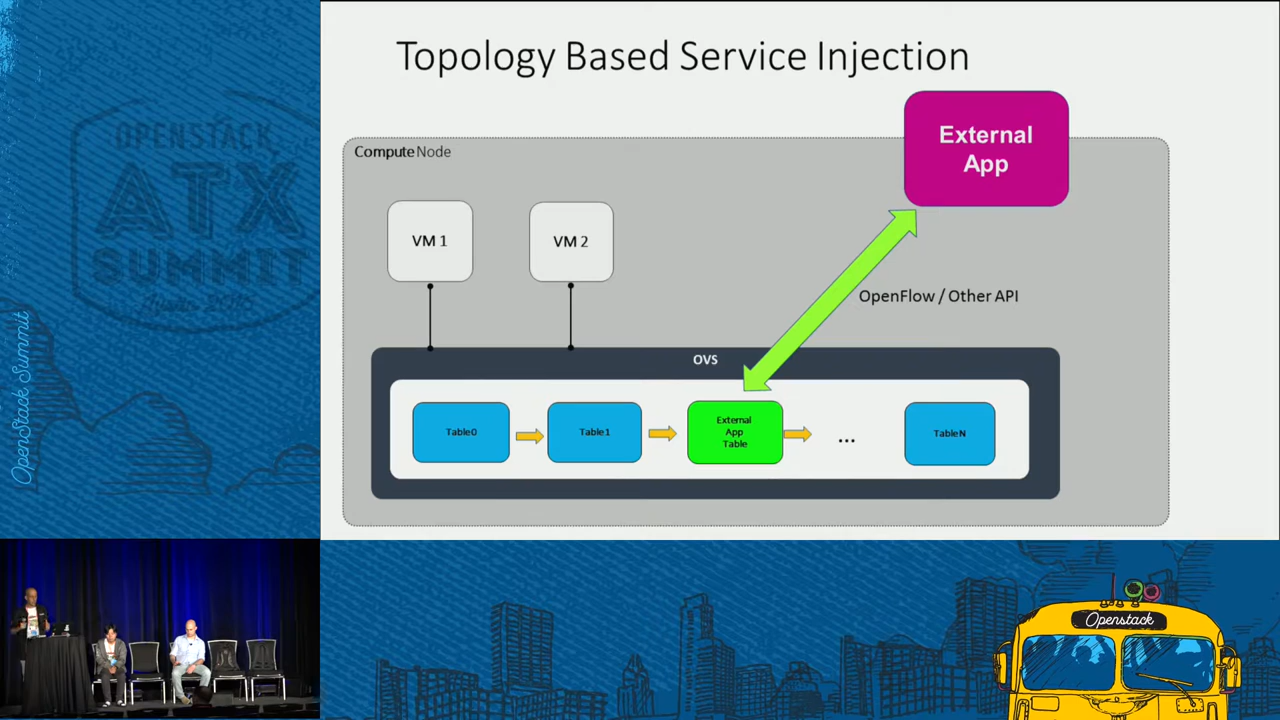 Topology Based Service Injection
External
App
Compute Node
VM 1
VM 2
OpenFlow / Other API
OVS
Table0
Table1
External
App
Table
...
TableN
OPENSTACK
ATX
SUMMIT
OpenStack Summit
Openstack